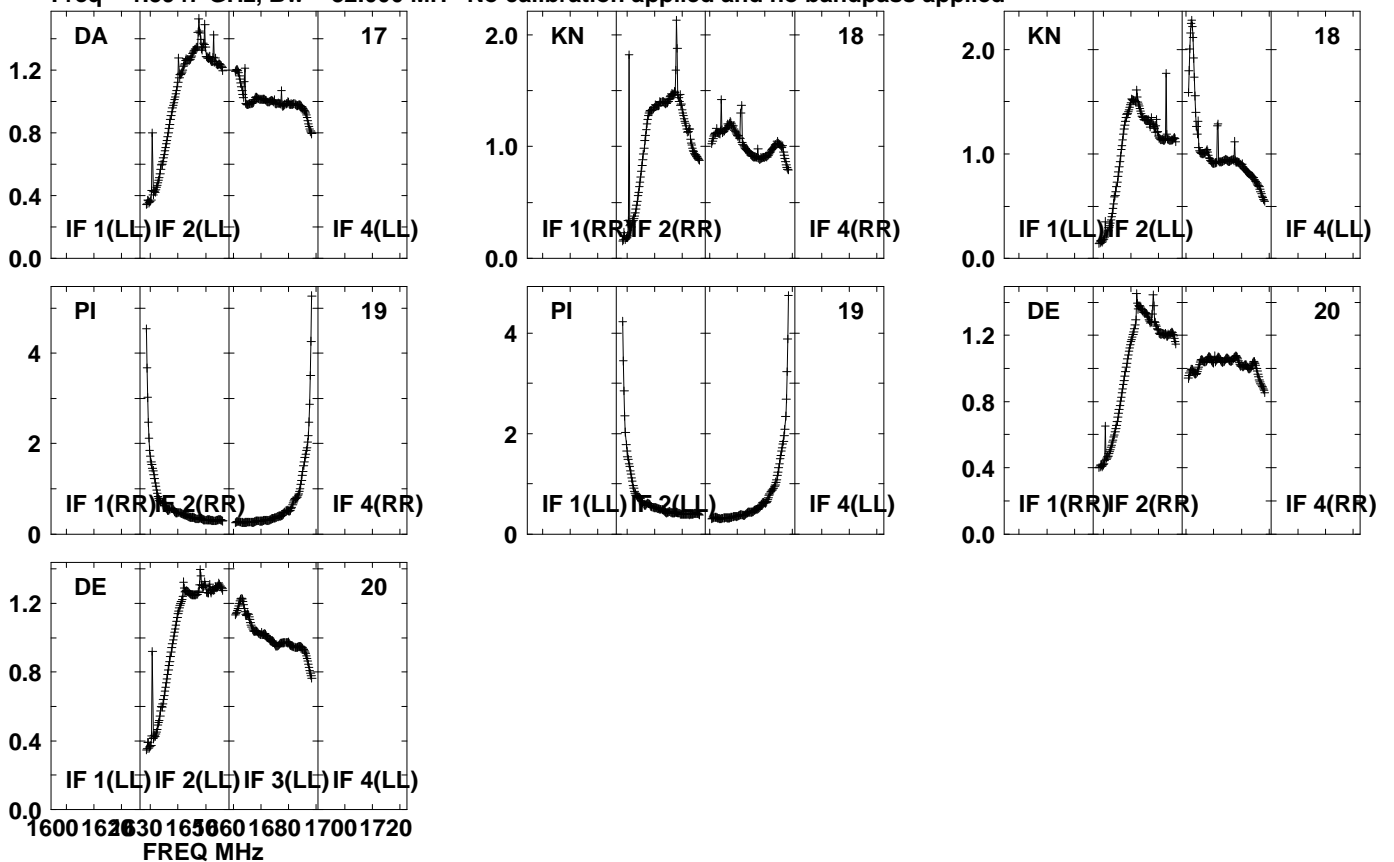 No calibration applied and no bandpass applied
DA 17
1.2
0.8
0.4
0.0
IF 1(LL) IF 2(LL) IF 4(LL)
KN 18
2.0
1.0
0.0
IF 1(RR) IF 2(RR) IF 4(RR)
KN 18
2.0
1.0
0.0
IF 1(LL) IF 2(LL) IF 4(LL)
PI 19
4
2
0
IF 1(RR) IF 2(RR) IF 4(RR)
PI 19
4
2
0
IF 1(LL) IF 2(LL) IF 4(LL)
DE 20
1.2
0.8
0.4
0.0
IF 1(RR) IF 2(RR) IF 4(RR)
DE 20
1.2
0.8
0.4
0.0
IF 1(LL) IF 2(LL) IF 3(LL) IF 4(LL)
1600 1630 1660 1680 1700 1720
FREQ MHz